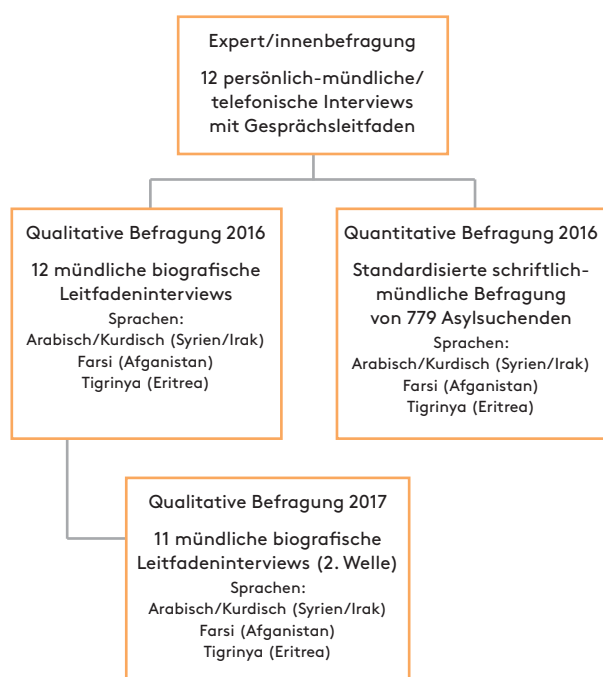 Expert/innenbefragung
12 persönlich-mündliche/
telefonische Interviews
mit Gesprächsleitfaden
Qualitative Befragung 2016
12 mündliche biografische
Leitfadeninterviews
Sprachen:
Arabisch/Kurdisch (Syrien/Irak)
Farsi (Afganistan)
Tigrinya (Eritrea)
Quantitative Befragung 2016
Standardisierte schriftlich-
mündliche Befragung
von 779 Asylsuchenden
Sprachen:
Arabisch/Kurdisch (Syrien/Irak)
Farsi (Afganistan)
Tigrinya (Eritrea)
Qualitative Befragung 2017
11 mündliche biografische
Leitfadeninterviews (2. Welle)
Sprachen:
Arabisch/Kurdisch (Syrien/Irak)
Farsi (Afganistan)
Tigrinya (Eritrea)